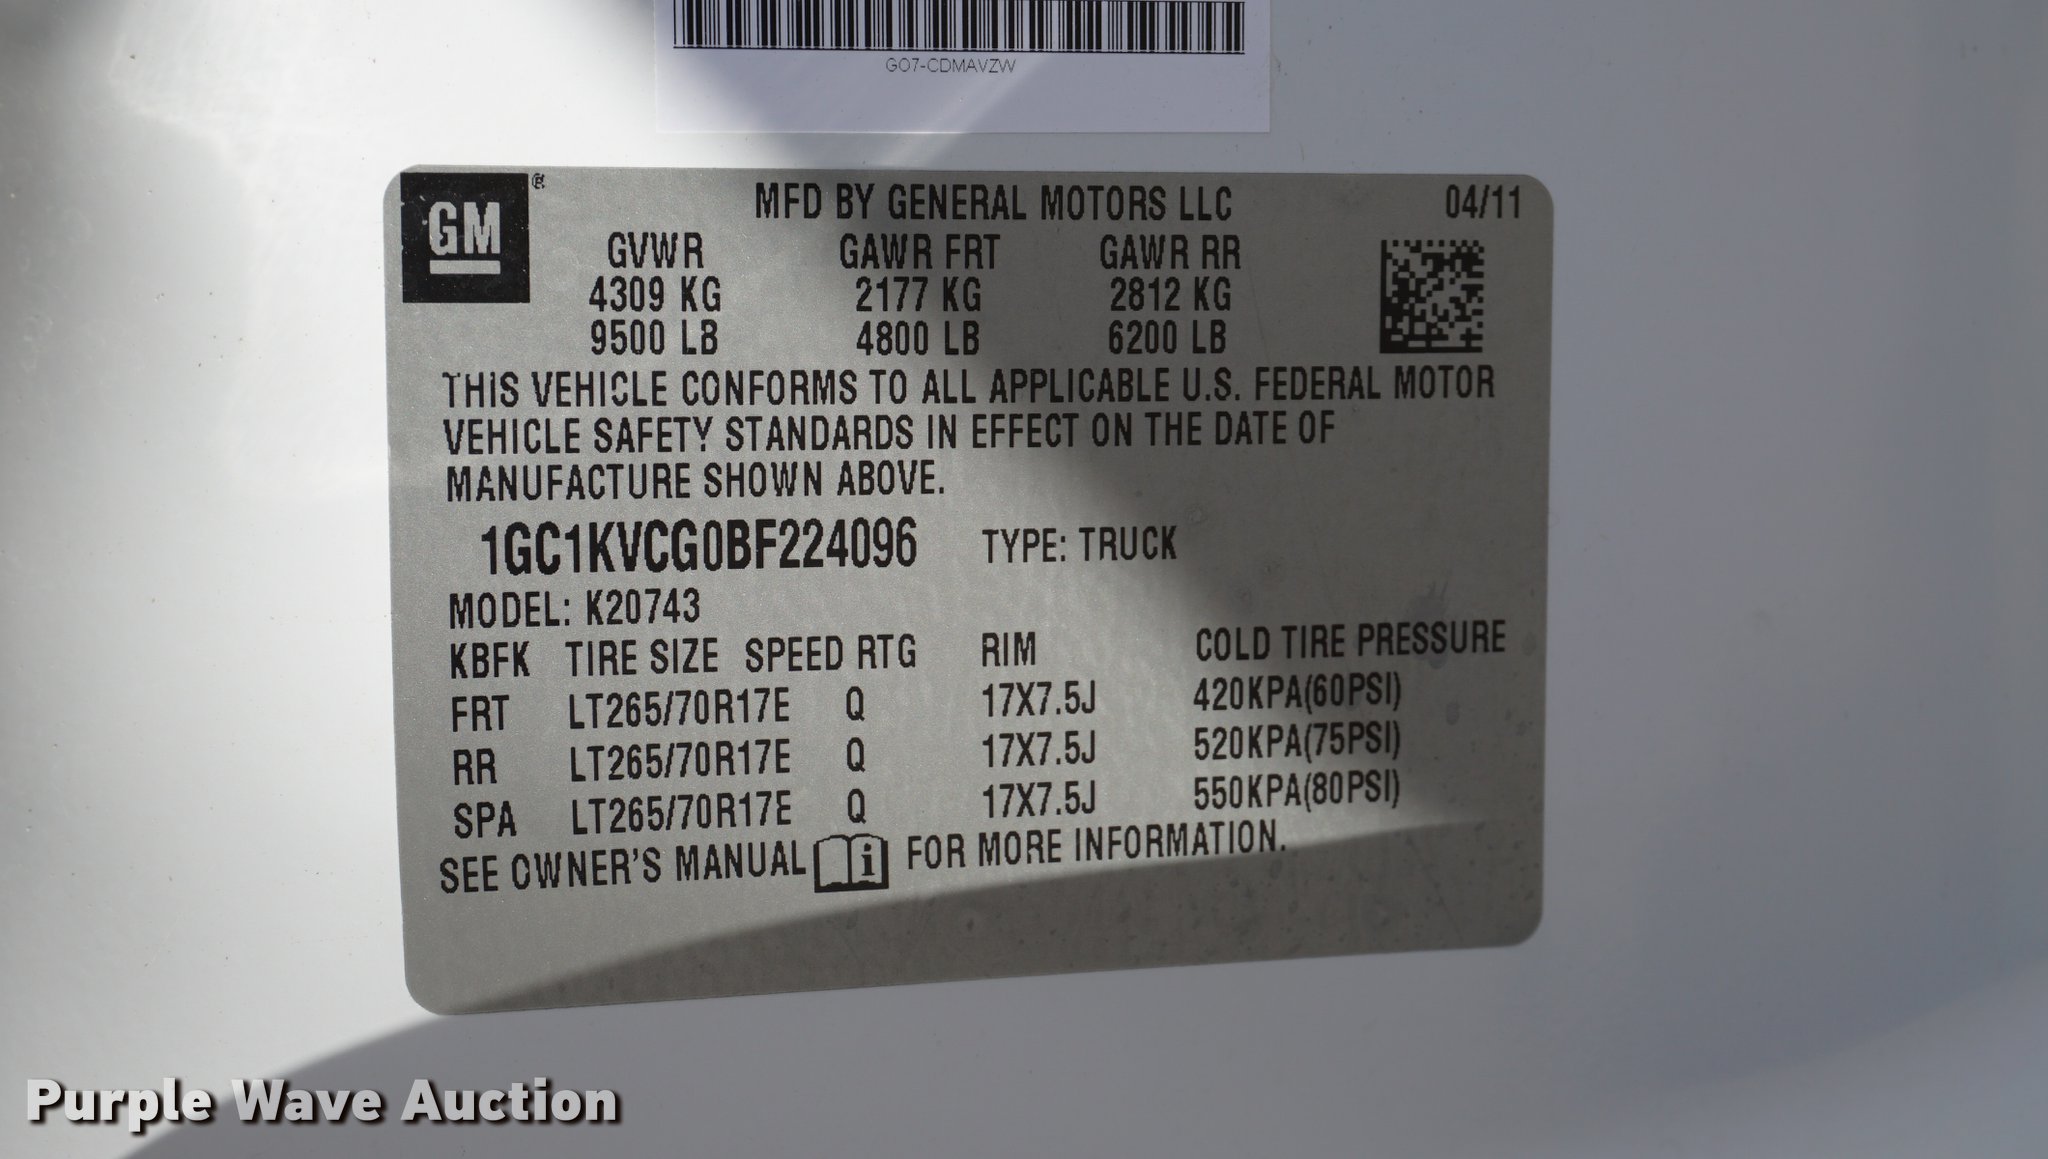 GO7-CDMAVZW
GM ®
MFD BY GENERAL MOTORS LLC 04/11
GVWR GAWR FRT GAWR RR
4309 KG 2177 KG 2812 KG
9500 LB 4800 LB 6200 LB
THIS VEHICLE CONFORMS TO ALL APPLICABLE U.S. FEDERAL MOTOR
VEHICLE SAFETY STANDARDS IN EFFECT ON THE DATE OF
MANUFACTURE SHOWN ABOVE.
1GC1KVCG0BF224096 TYPE: TRUCK
MODEL: K20743
KBFK TIRE SIZE SPEED RTG RIM COLD TIRE PRESSURE
FRT LT265/70R17E Q 17X7.5J 420KPA(60PSI)
RR LT265/70R17E Q 17X7.5J 520KPA(75PSI)
SPA LT265/70R17E Q 17X7.5J 550KPA(80PSI)
SEE OWNER'S MANUAL i FOR MORE INFORMATION.
Purple Wave Auction